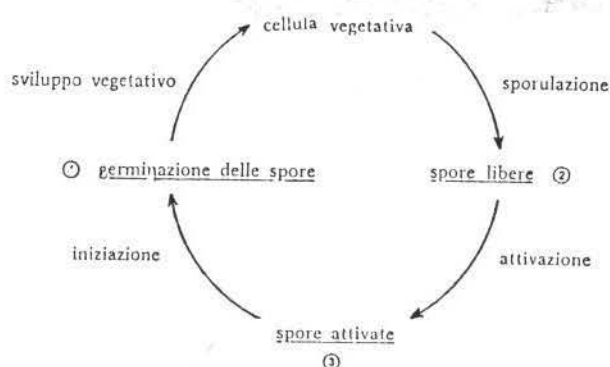 cellula vegetativa
sviluppo vegetativo
sporulazione
① germinazione delle spore
spore libere ②
iniziazione
attivazione
spore attivate
③